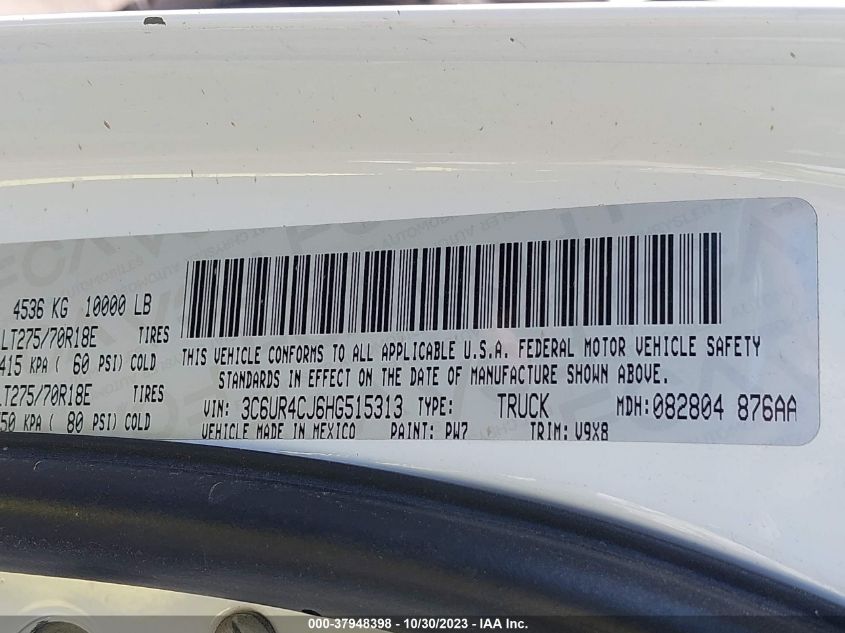 4536 KG 10000 LB
LT275/70R18E TIRES
415 KPA ( 60 PSI) COLD
LT275/70R18E TIRES
50 KPA ( 80 PSI) COLD
THIS VEHICLE CONFORMS TO ALL APPLICABLE U.S.A. FEDERAL MOTOR VEHICLE SAFETY
STANDARDS IN EFFECT ON THE DATE OF MANUFACTURE SHOWN ABOVE.
VIN: 3C6UR4CJ6HG515313 TYPE: TRUCK MDH:082804 876AA
VEHICLE MADE IN MEXICO PAINT: PW7 TRIM: V9X8
000-37948398 - 10/30/2023 - IAA Inc.